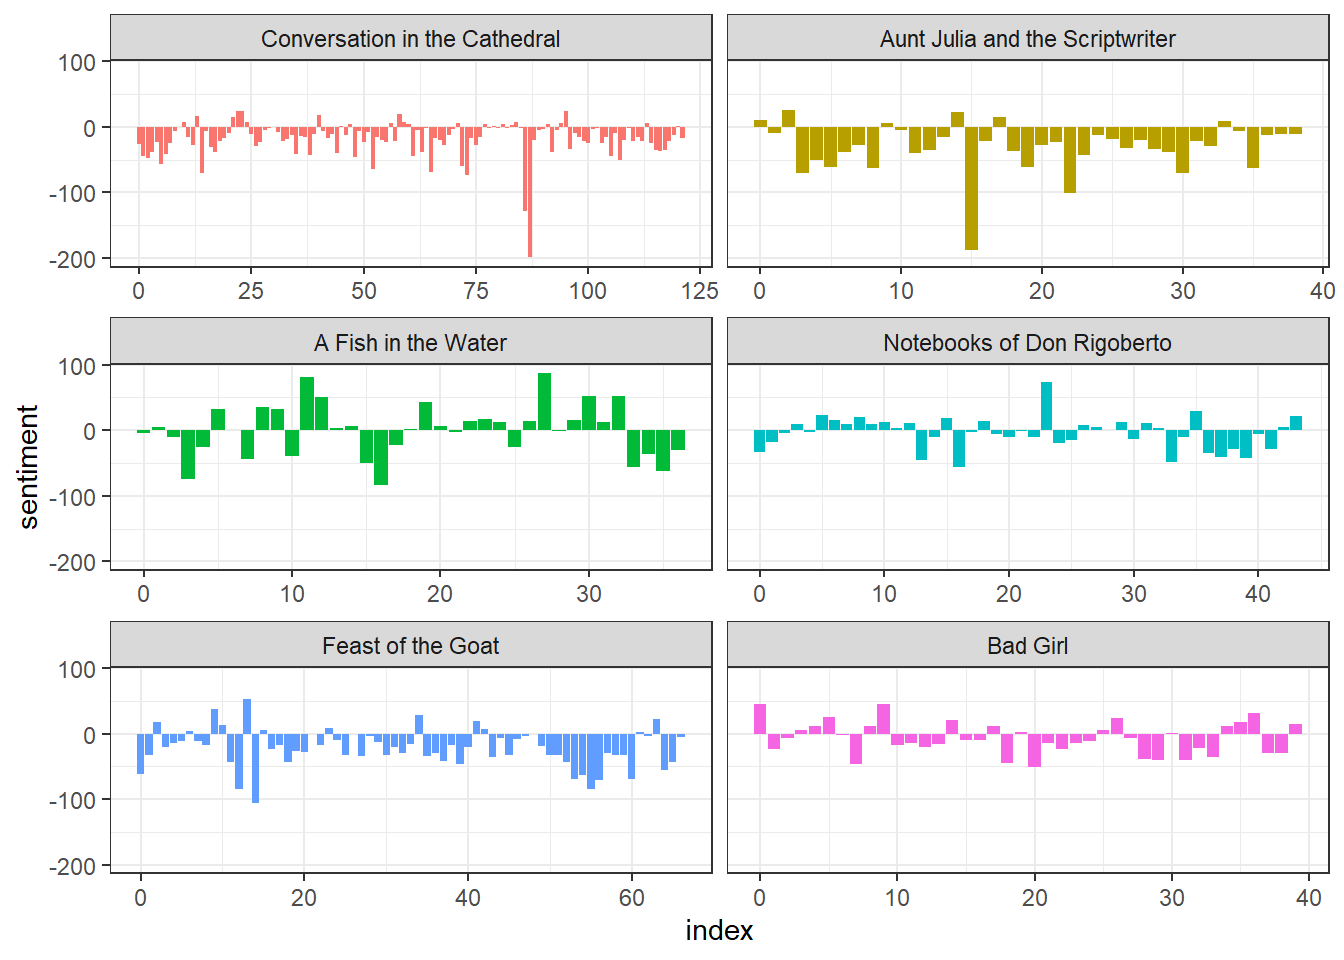 Conversation in the Cathedral
Aunt Julia and the Scriptwriter
100
0
-100
-200
0 25 50 75 100 125
0 10 20 30 40
A Fish in the Water
Notebooks of Don Rigoberto
100
0
-100
-200
0 10 20 30
0 10 20 30 40
sentiment
Feast of the Goat
Bad Girl
100
0
-100
-200
0 20 40 60
0 10 20 30 40
index